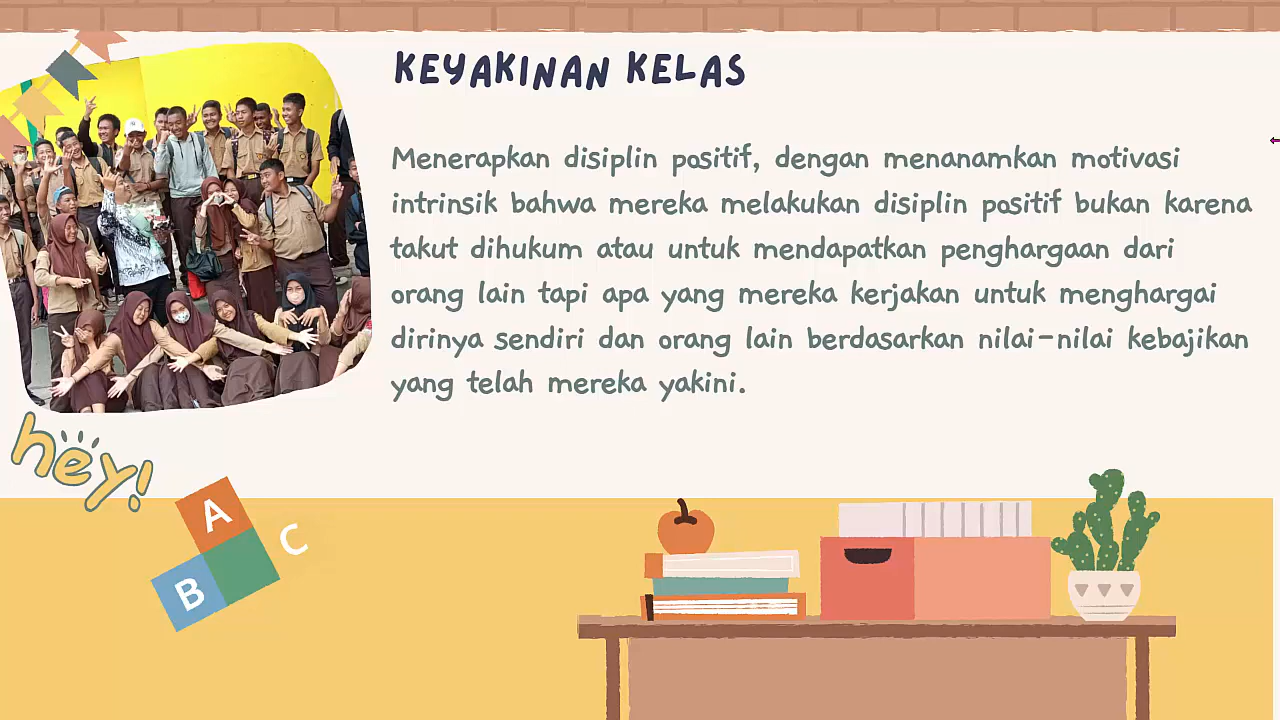 KEYAKINAN KELAS
Menerapkan disiplin positif, dengan menanamkan motivasi
intrinsik bahwa mereka melakukan disiplin positif bukan karena
takut dihukum atau untuk mendapatkan penghargaan dari
orang lain tapi apa yang mereka kerjakan untuk menghargai
dirinya sendiri dan orang lain berdasarkan nilai-nilai kebajikan
yang telah mereka yakini.
hey!
A
C
B